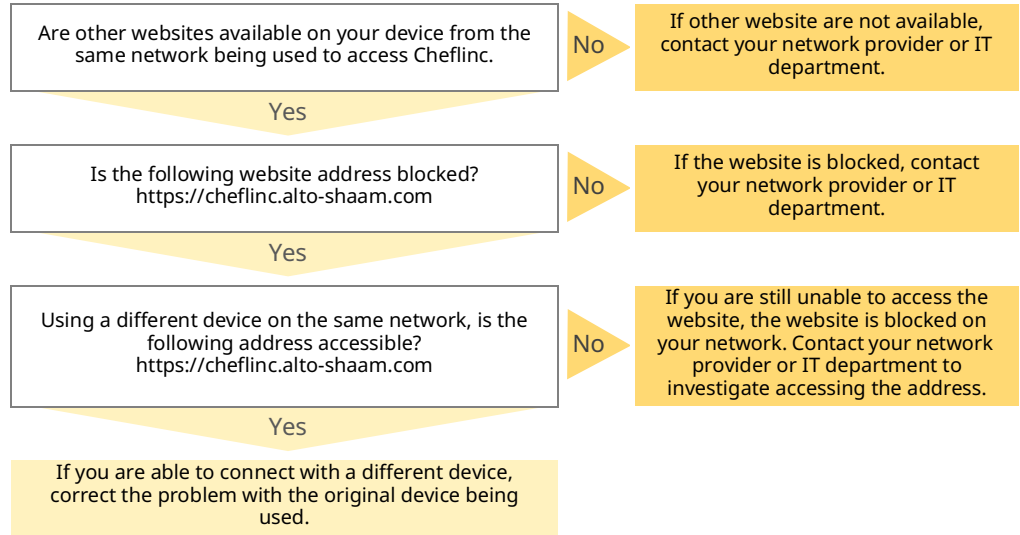 Are other websites available on your device from the
same network being used to access Cheflinc.
No
If other website are not available,
contact your network provider or IT
department.
Yes
Is the following website address blocked?
https://cheflinc.alto-shaam.com
No
If the website is blocked, contact
your network provider or IT
department.
Yes
Using a different device on the same network, is the
following address accessible?
https://cheflinc.alto-shaam.com
No
If you are still unable to access the
website, the website is blocked on
your network. Contact your network
provider or IT department to
investigate accessing the address.
Yes
If you are able to connect with a different device,
correct the problem with the original device being
used.